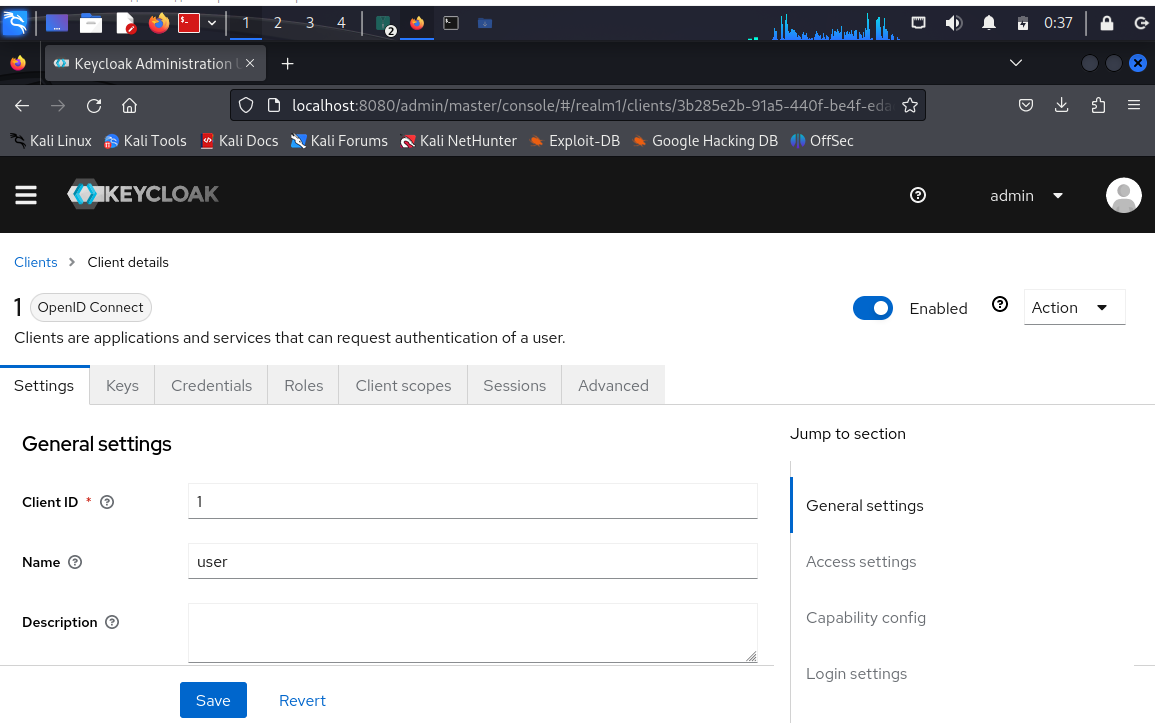 1 2 3 4 2 0:37
Keycloak Administration U
localhost:8080/admin/master/console/#/realm1/clients/3b285e2b-91a5-440f-be4f-eda
Kali Linux Kali Tools Kali Docs Kali Forums Kali NetHunter Exploit-DB Google Hacking DB OffSec
KEYCLOAK admin
Clients > Client details
1 OpenID Connect Enabled Action
Clients are applications and services that can request authentication of a user.
Settings Keys Credentials Roles Client scopes Sessions Advanced
General settings
Jump to section
Client ID * 1
General settings
Name user
Access settings
Description
Capability config
Login settings
Save Revert